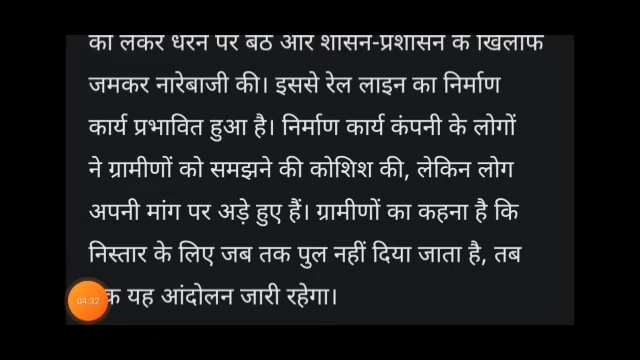 को लेकर धरने पर बैठे और शासन-प्रशासन के खिलाफ
जमकर नारेबाजी की। इससे रेल लाइन का निर्माण
कार्य प्रभावित हुआ है। निर्माण कार्य कंपनी के लोगों
ने ग्रामीणों को समझने की कोशिश की, लेकिन लोग
अपनी मांग पर अड़े हुए हैं। ग्रामीणों का कहना है कि
निस्तार के लिए जब तक पुल नहीं दिया जाता है, तब
यह आंदोलन जारी रहेगा।
04:32